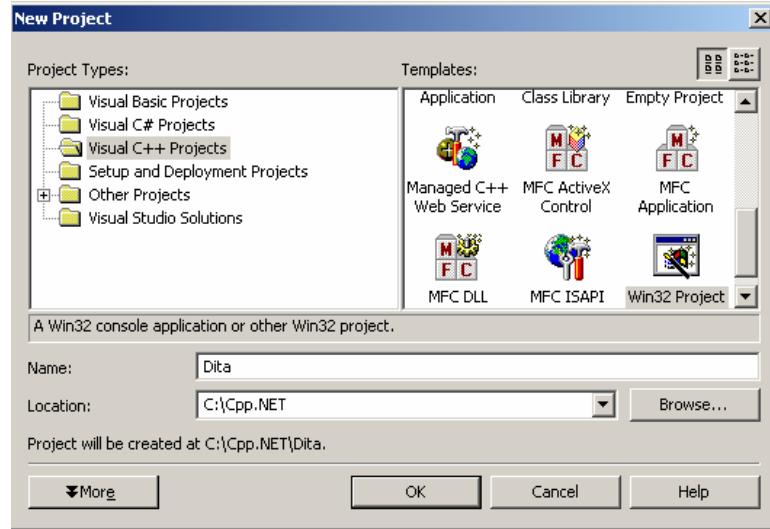 New Project
Project Types:
Templates:
Visual Basic Projects
Visual C# Projects
Visual C++ Projects
Setup and Deployment Projects
Other Projects
Visual Studio Solutions
Application Class Library Empty Project
M F C
M F C
Managed C++ MFC ActiveX MFC
Web Service Control Application
M F C
MFC DLL MFC ISAPI Win32 Project
A Win32 console application or other Win32 project.
Name: Dita
Location: C:\Cpp.NET Browse...
Project will be created at C:\Cpp.NET\Dita.
More OK Cancel Help